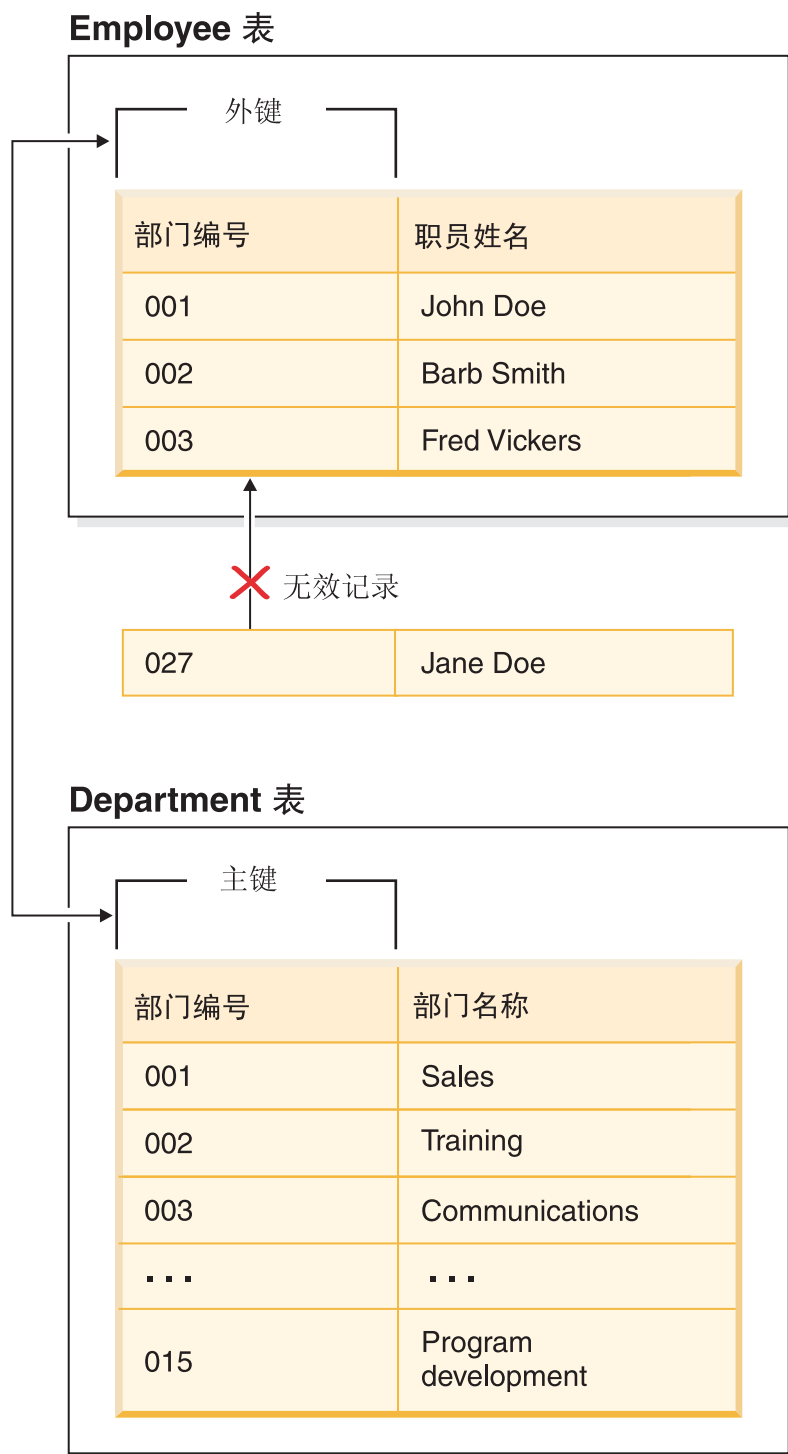 Employee 表
外键
部门编号 职员姓名
001 John Doe
002 Barb Smith
003 Fred Vickers
无效记录
027 Jane Doe
Department 表
主键
部门编号 部门名称
001 Sales
002 Training
003 Communications
... ...
015 Program
development